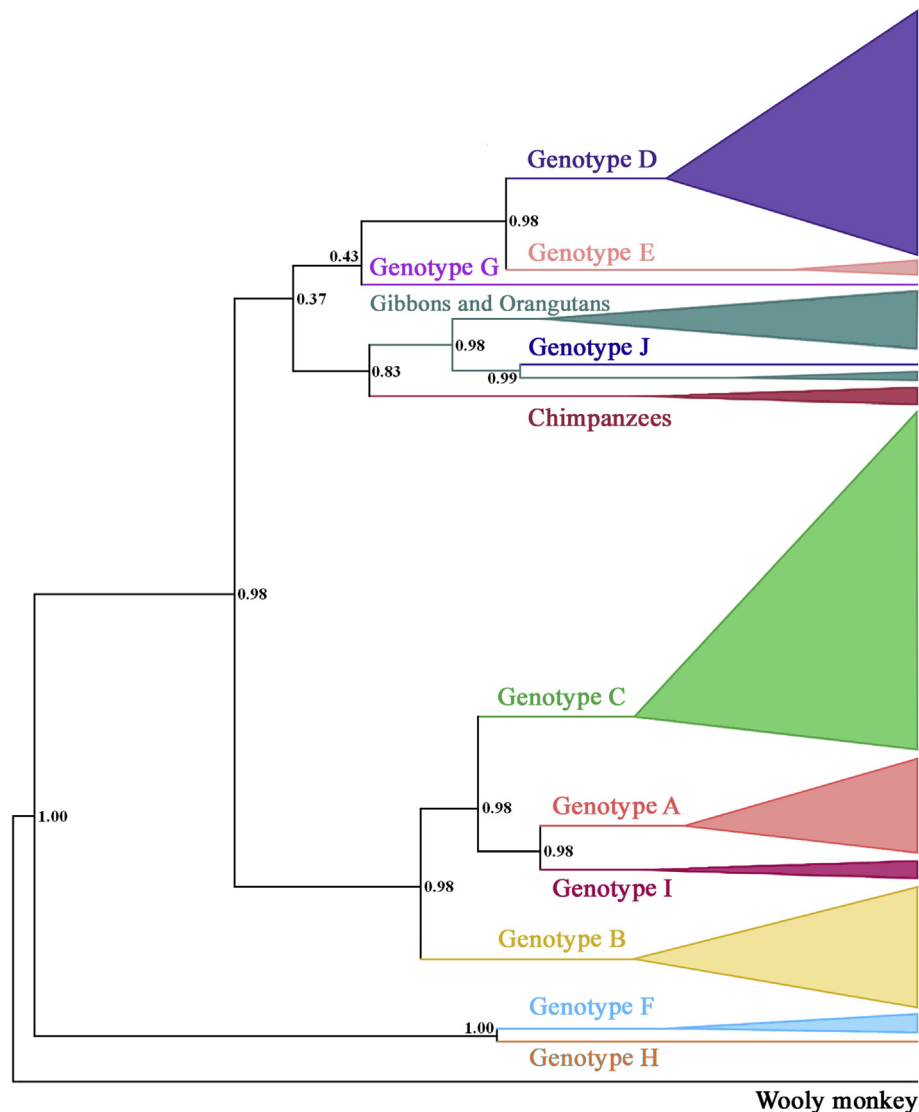 Genotype D
0.98
Genotype E
0.43
Genotype G
0.37
Gibbons and Orangutans
0.98
Genotype J
0.83
0.99
Chimpanzees
0.98
Genotype C
0.98
Genotype A
1.00
0.98
0.98
Genotype I
Genotype B
Genotype F
1.00
Genotype H
Wooly monkey